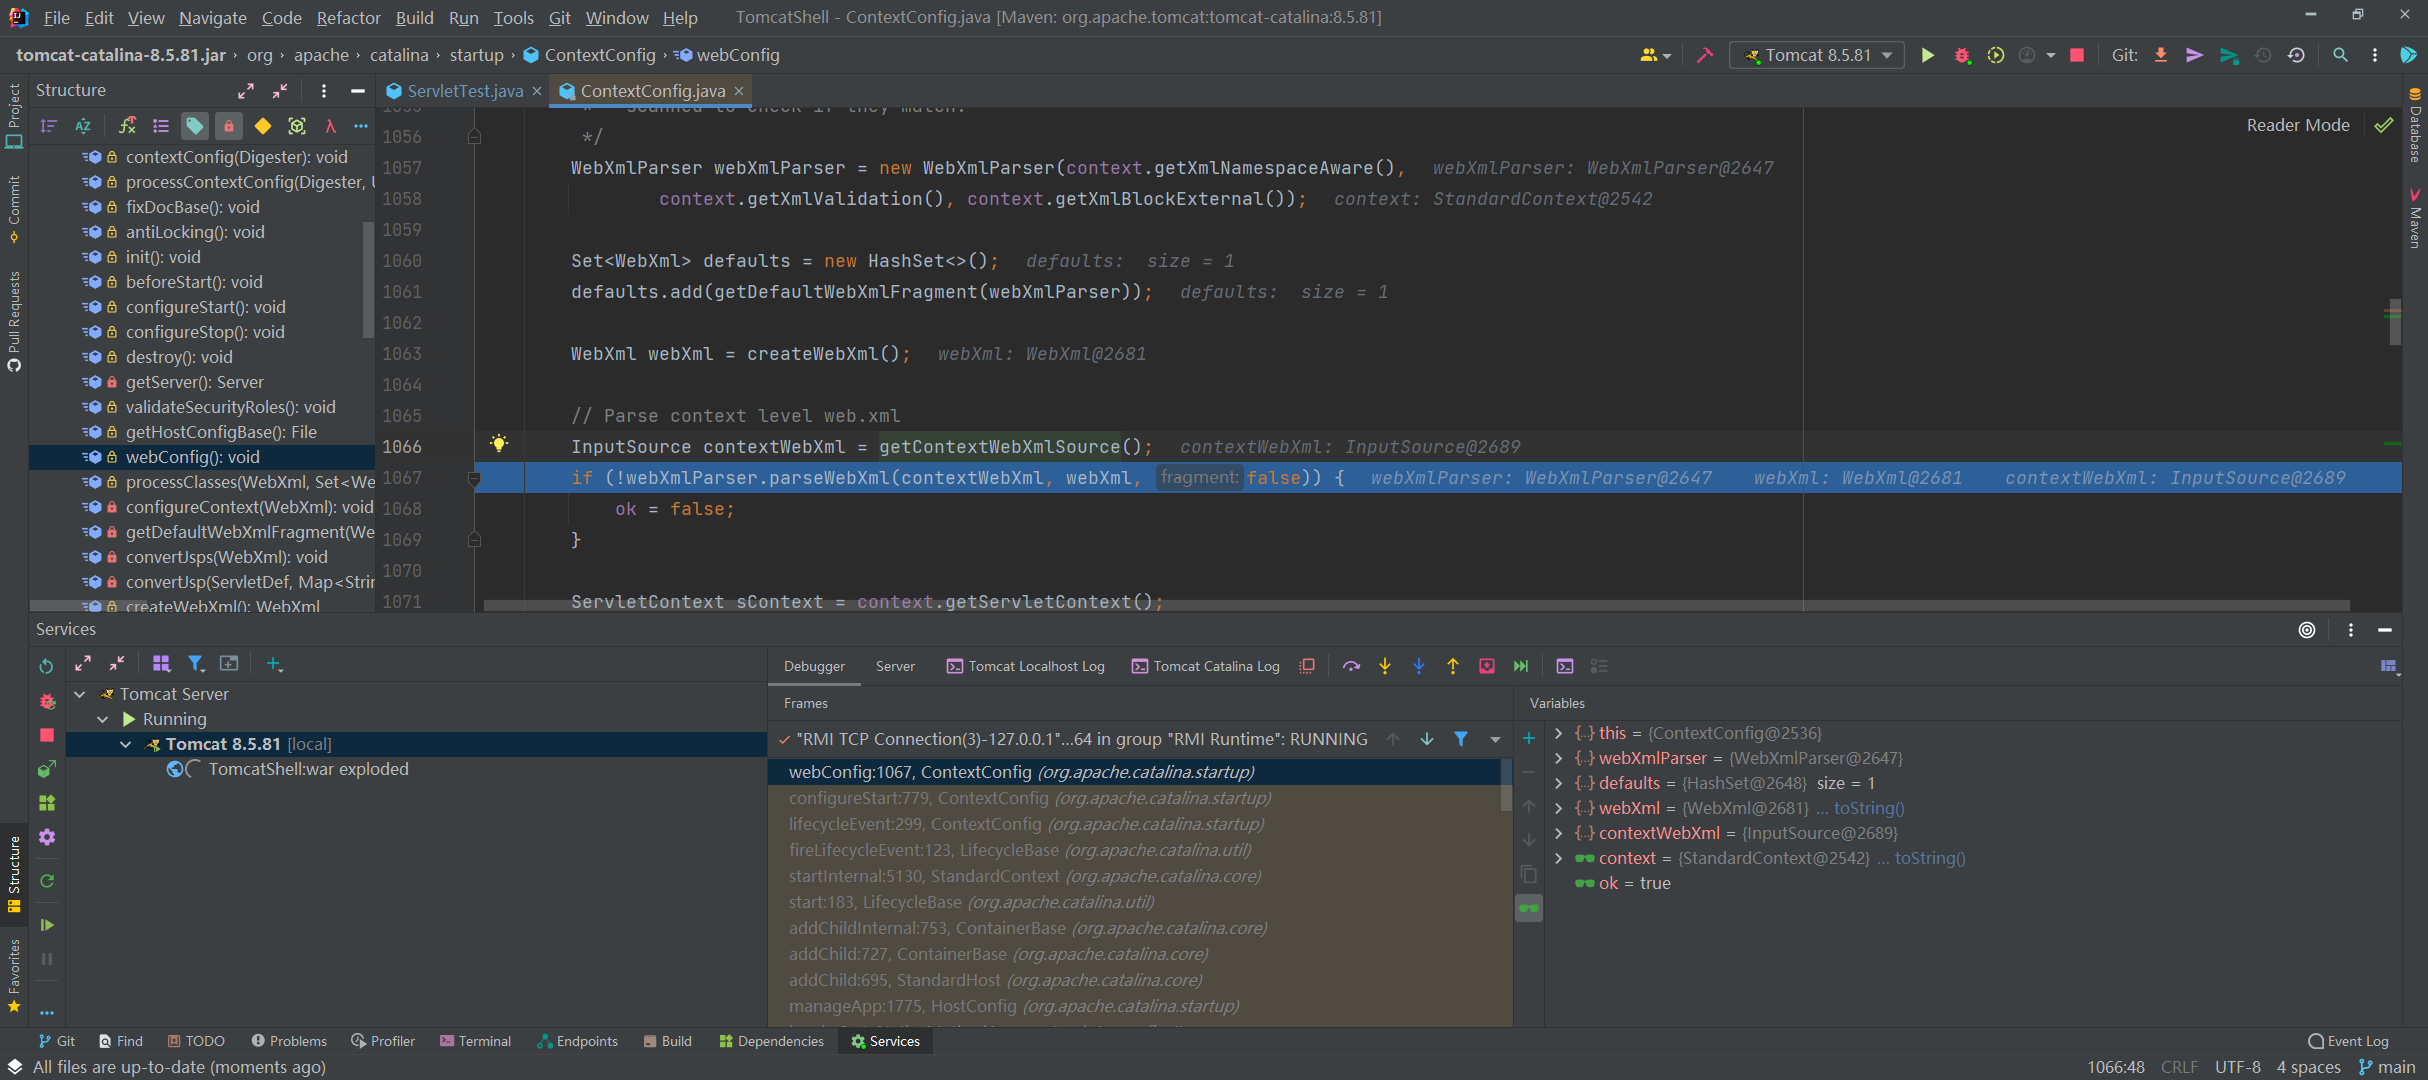 File Edit View Navigate Code Refactor Build Run Tools Git Window Help TomcatShell - ContextConfig.java [Maven: org.apache.tomcat:tomcat-catalina:8.5.81]
tomcat-catalina-8.5.81.jar › org › apache › catalina › startup › ContextConfig › webConfig Tomcat 8.5.81 Git:
Project
Commit
Pull Requests
Structure
Favorites
Structure
AZ
contextConfig(Digester): void
processContextConfig(Digester, U
fixDocBase(): void
antiLocking(): void
init(): void
beforeStart(): void
configureStart(): void
configureStop(): void
destroy(): void
getServer(): Server
validateSecurityRoles(): void
getHostConfigBase(): File
webConfig(): void
processClasses(WebXml, Set<We
configureContext(WebXml): void
getDefaultWebXmlFragment(We
convertJsps(WebXml): void
convertJsp(ServletDef, Map<Strin
createWebXml(): WebXml
ServletTest.java ContextConfig.java
Reader Mode
Database
Maven
1055 * scanned to check if they match.
1056 */
1057 WebXmlParser webXmlParser = new WebXmlParser(context.getXmlNamespaceAware(), webXmlParser: WebXmlParser@2647
1058 context.getXmlValidation(), context.getXmlBlockExternal()); context: StandardContext@2542
1059
1060 Set<WebXml> defaults = new HashSet<>(); defaults: size = 1
1061 defaults.add(getDefaultWebXmlFragment(webXmlParser)); defaults: size = 1
1062
1063 WebXml webXml = createWebXml(); webXml: WebXml@2681
1064
1065 // Parse context level web.xml
1066 InputSource contextWebXml = getContextWebXmlSource(); contextWebXml: InputSource@2689
1067 if (!webXmlParser.parseWebXml(contextWebXml, webXml, fragment: false)) { webXmlParser: WebXmlParser@2647 webXml: WebXml@2681 contextWebXml: InputSource@2689
1068 ok = false;
1069 }
1070
1071 ServletContext sContext = context.getServletContext();
Services
Tomcat Server
Running
Tomcat 8.5.81 [local]
TomcatShell:war exploded
Debugger Server Tomcat Localhost Log Tomcat Catalina Log
Frames
"RMI TCP Connection(3)-127.0.0.1"...64 in group "RMI Runtime": RUNNING
webConfig:1067, ContextConfig (org.apache.catalina.startup)
configureStart:779, ContextConfig (org.apache.catalina.startup)
lifecycleEvent:299, ContextConfig (org.apache.catalina.startup)
fireLifecycleEvent:123, LifecycleBase (org.apache.catalina.util)
startInternal:5130, StandardContext (org.apache.catalina.core)
start:183, LifecycleBase (org.apache.catalina.util)
addChildInternal:753, ContainerBase (org.apache.catalina.core)
addChild:727, ContainerBase (org.apache.catalina.core)
addChild:695, StandardHost (org.apache.catalina.core)
manageApp:1775, HostConfig (org.apache.catalina.startup)
Variables
this = {ContextConfig@2536}
webXmlParser = {WebXmlParser@2647}
defaults = {HashSet@2648} size = 1
webXml = {WebXml@2681} ... toString()
contextWebXml = {InputSource@2689}
context = {StandardContext@2542} ... toString()
ok = true
Git Find TODO Problems Profiler Terminal Endpoints Build Dependencies Services Event Log
All files are up-to-date (moments ago) 1066:48 CRLF UTF-8 4 spaces main